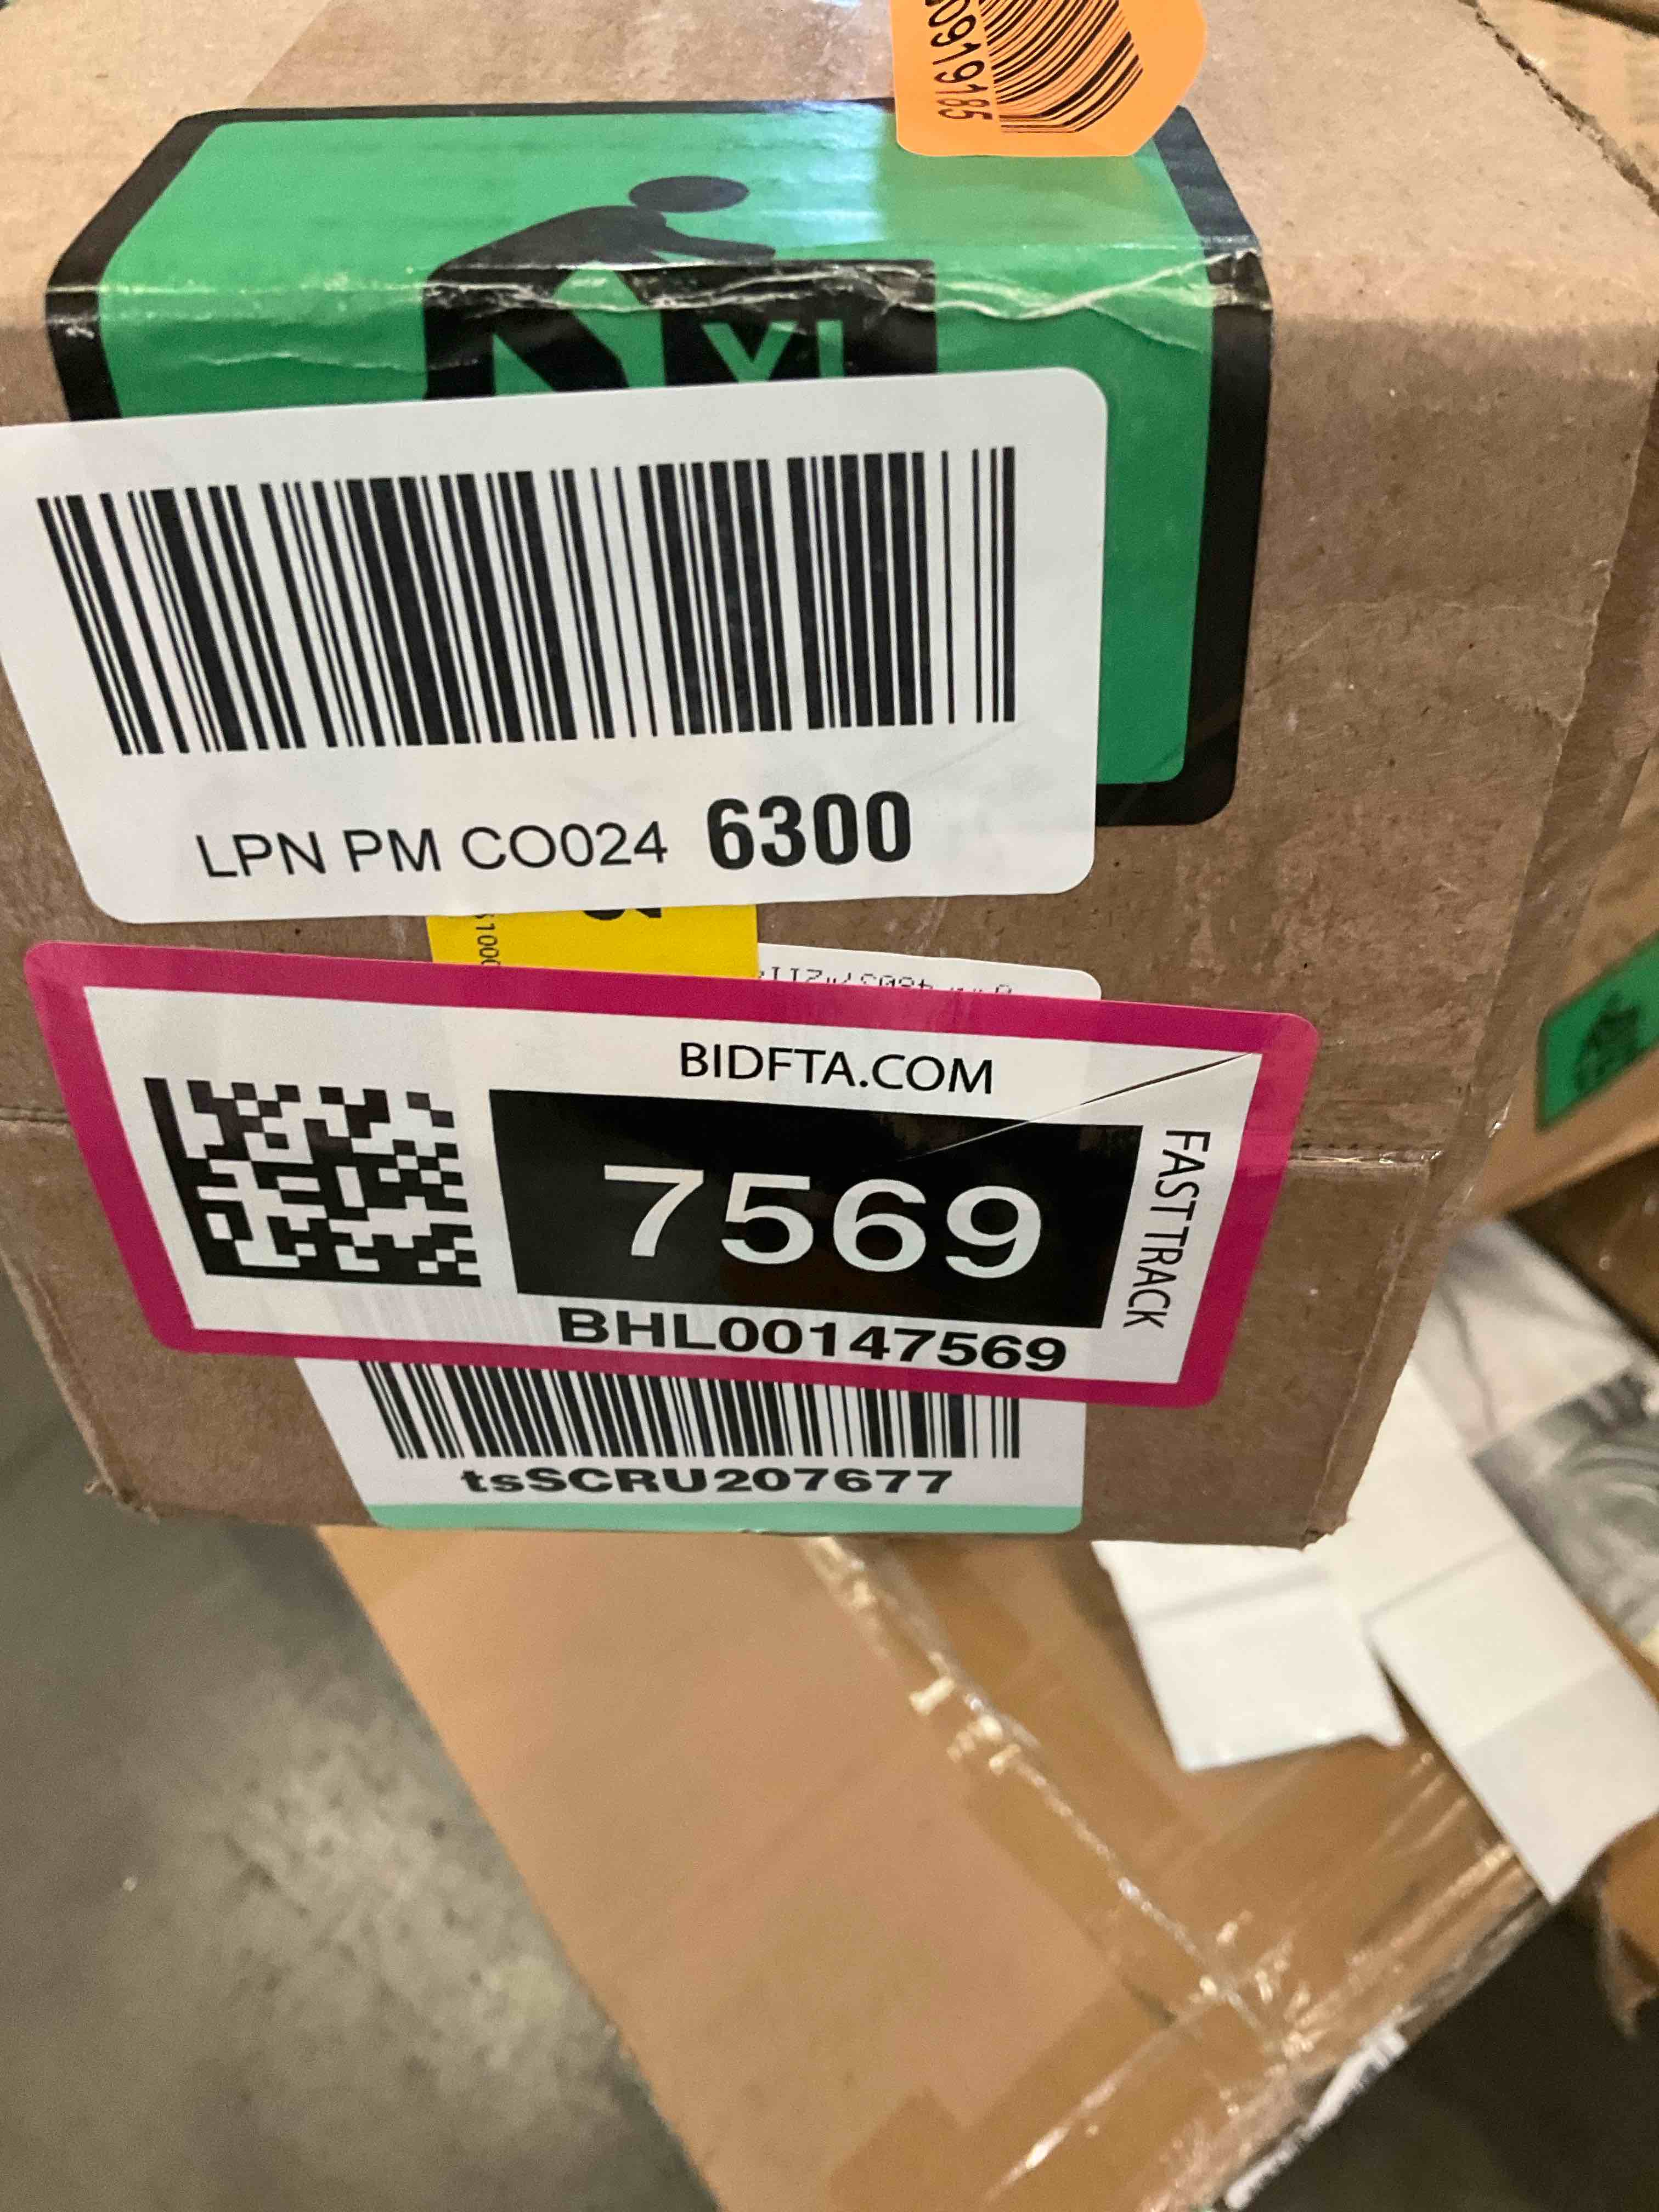 0919185
LPN PM CO024 6300
BIDFTA.COM
7569
FAST TRACK
BHL00147569
tsSCRU207677